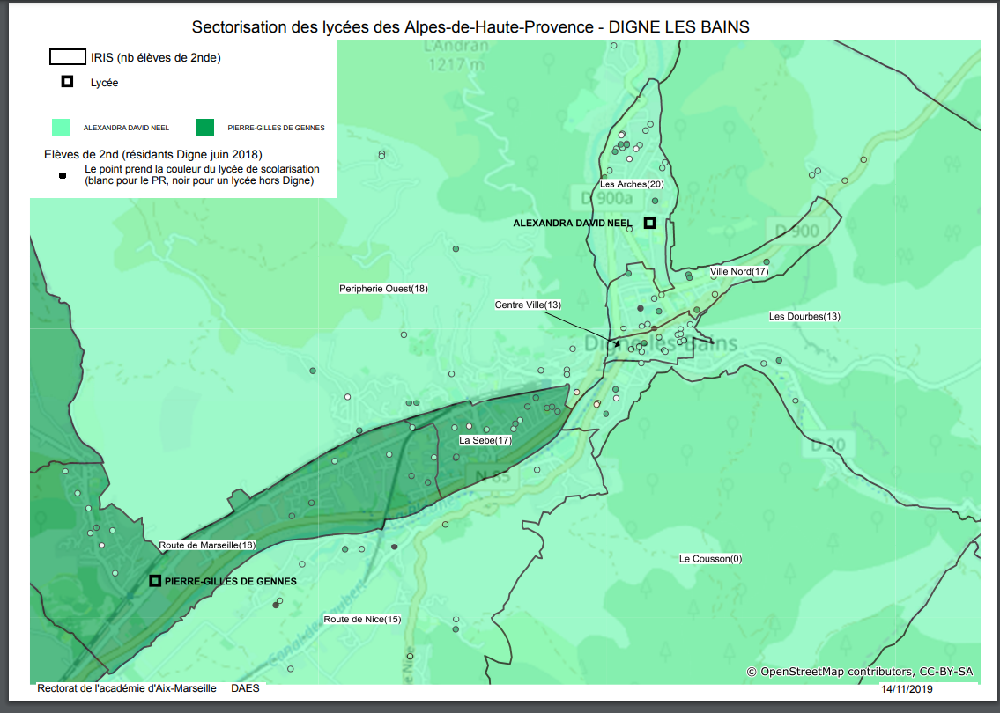 Sectorisation des lycées des Alpes-de-Haute-Provence - DIGNE LES BAINS
IRIS (nb élèves de 2nde)
Lycée
ALEXANDRA DAVID NEEL
PIERRE-GILLES DE GENNES
Elèves de 2nd (résidants Digne juin 2018)
Le point prend la couleur du lycée de scolarisation
(blanc pour le PR, noir pour un lycée hors Digne)
L'Andran
1217 m
Les Arches(20)
D 900a
ALEXANDRA DAVID NEEL
D 900
Ville Nord(17)
Peripherie Ouest(18)
Centre Ville(13)
Les Dourbes(13)
Digne-les-Bains
La Sebe(17)
D 20
N 85
Route de Marseille(18)
Le Cousson(0)
PIERRE-GILLES DE GENNES
Route de Nice(15)
© OpenStreetMap contributors, CC-BY-SA
Rectorat de l'académie d'Aix-Marseille
DAES
14/11/2019